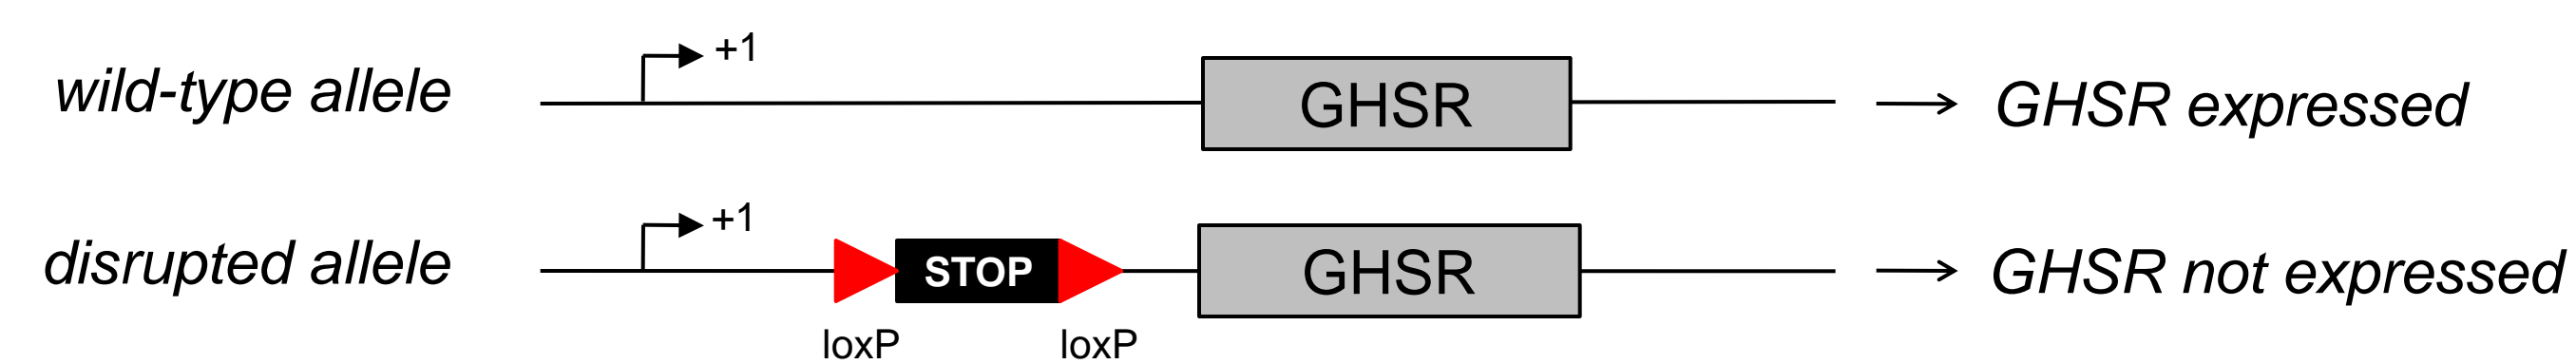 +1
wild-type allele GHSR GHSR expressed
+1
disrupted allele STOP GHSR GHSR not expressed
loxP loxP